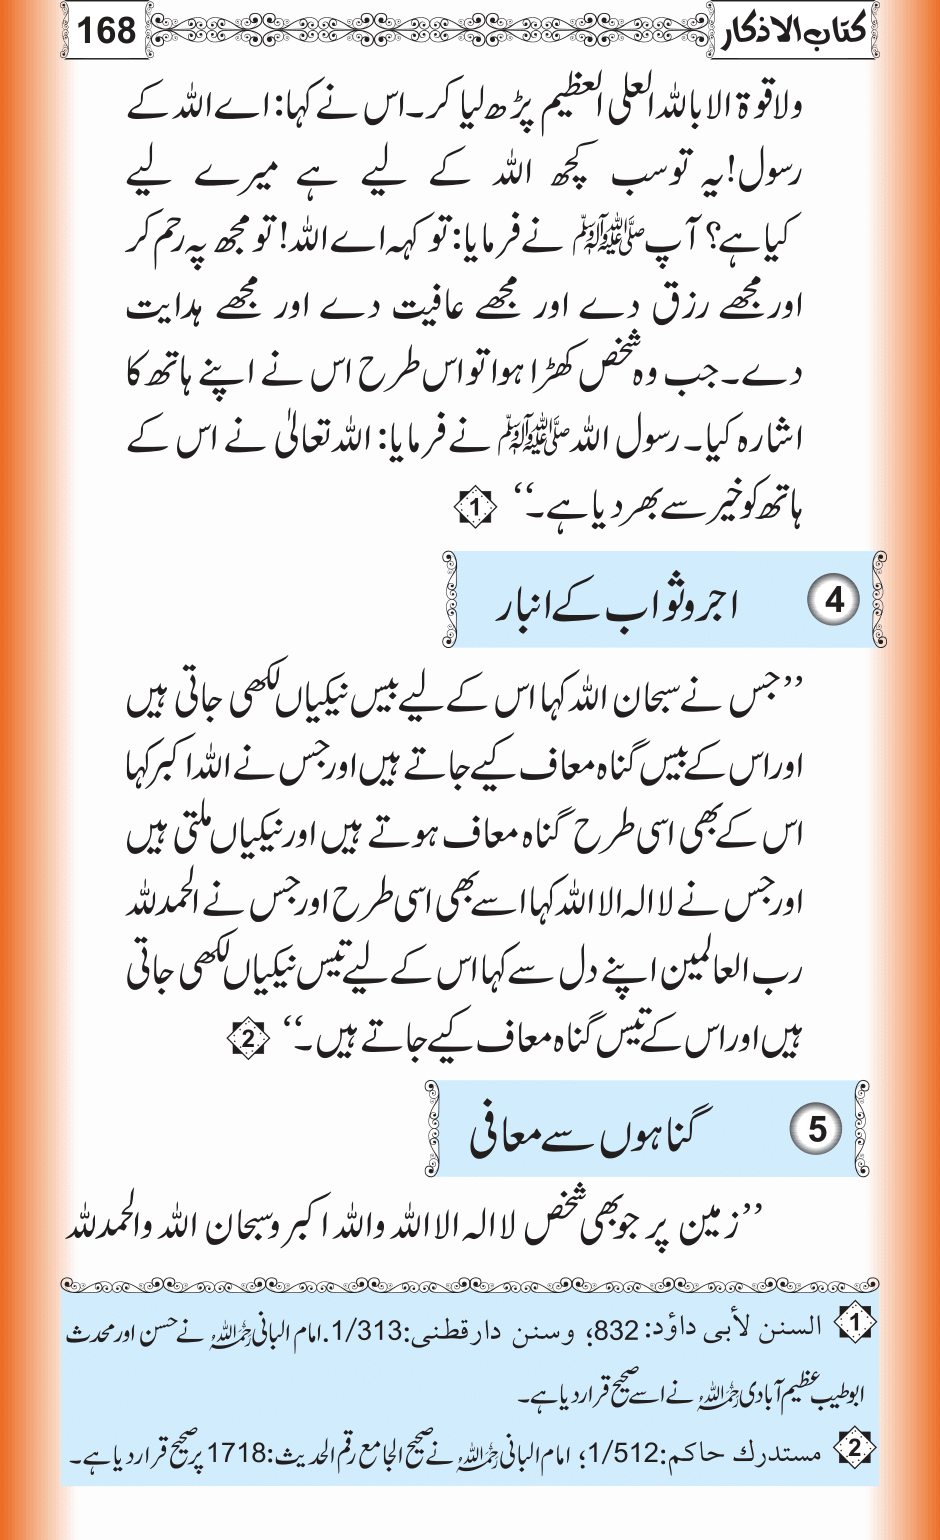 کتاب الاذکار 168
ولا قوۃ الا باللہ العلی العظیم پڑھ لیا کر۔ اس نے کہا: اے اللہ کے
رسول! یہ تو سب کچھ اللہ کے لیے ہے میرے لیے
کیا ہے؟ آپ ﷺ نے فرمایا: تو کہہ اے اللہ! تو مجھ پہ رحم کر
اور مجھے رزق دے اور مجھے عافیت دے اور مجھے ہدایت
دے۔ جب وہ شخص کھڑا ہوا تو اس طرح اس نے اپنے ہاتھ کا
اشارہ کیا۔ رسول اللہ ﷺ نے فرمایا: اللہ تعالیٰ نے اس کے
ہاتھ کو خیر سے بھر دیا ہے۔‘‘ 1
4 اجر و ثواب کے انبار
’’جس نے سبحان اللہ کہا اس کے لیے بیس نیکیاں لکھی جاتی ہیں
اور اس کے بیس گناہ معاف کیے جاتے ہیں اور جس نے اللہ اکبر کہا
اس کے بھی اسی طرح گناہ معاف ہوتے ہیں اور نیکیاں ملتی ہیں
اور جس نے لا الہ الا اللہ کہا اسے بھی اسی طرح اور جس نے الحمد للہ
رب العالمین اپنے دل سے کہا اس کے لیے تیس نیکیاں لکھی جاتی
ہیں اور اس کے تیس گناہ معاف کیے جاتے ہیں۔‘‘ 2
5 گناہوں سے معافی
’’زمین پر جو بھی شخص لا الہ الا اللہ واللہ اکبر وسبحان اللہ والحمد للہ
1 السنن لأبی داؤد: 832؛ وسنن دارقطنی: 1/313. امام البانی رحمہ اللہ نے حسن اور محدث
ابوطیب عظیم آبادی رحمہ اللہ نے اسے صحیح قرار دیا ہے۔
2 مستدرك حاکم: 1/512؛ امام البانی رحمہ اللہ نے صحیح الجامع رقم الحدیث: 1718 پر صحیح قرار دیا ہے۔